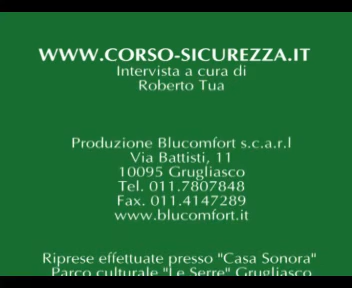 WWW.CORSO-SICUREZZA.IT
Intervista a cura di
Roberto Tua
Produzione Blucomfort s.c.a.r.l
Via Battisti, 11
10095 Grugliasco
Tel. 011.7807848
Fax. 011.4147289
www.blucomfort.it
Riprese effettuate presso "Casa Sonora"
Parco culturale "Le Serre" Grugliasco